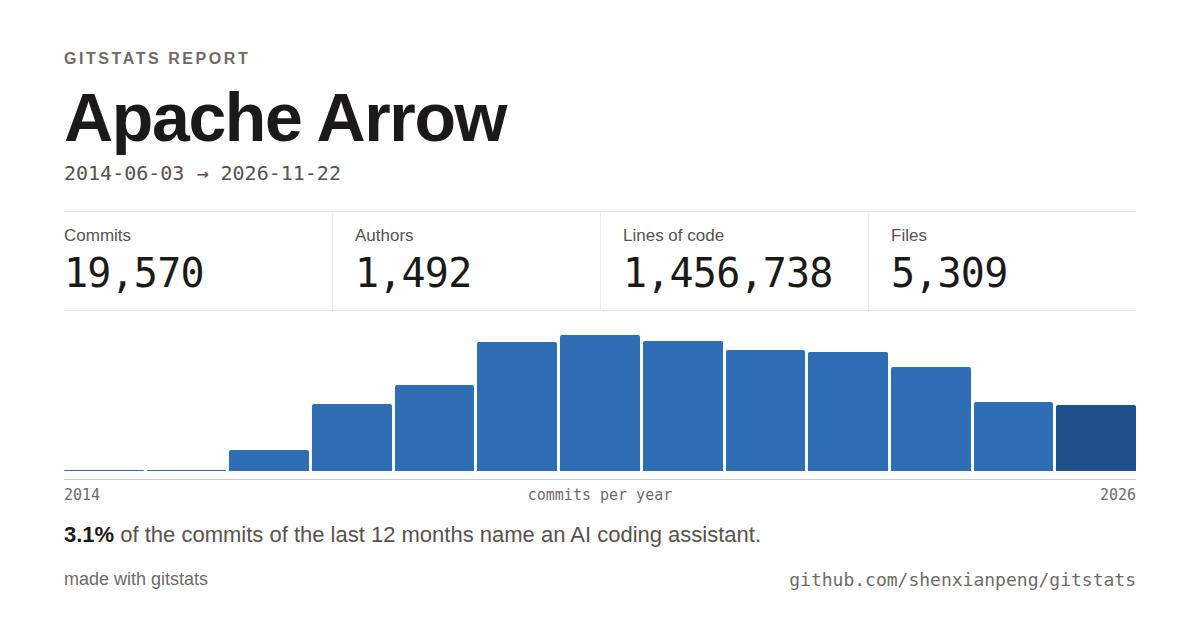 GITSTATS REPORT
Apache Arrow
2014-06-03 → 2026-11-22
Commits
19,570
Authors
1,492
Lines of code
1,456,738
Files
5,309
2014
commits per year
2026
3.1% of the commits of the last 12 months name an AI coding assistant.
made with gitstats
github.com/shenxianpeng/gitstats